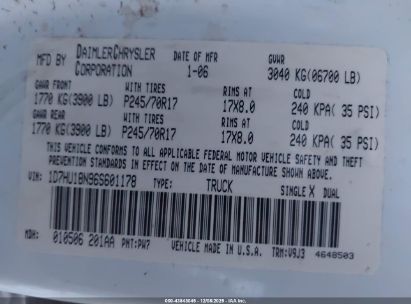 MFD BY DAIMLERCHRYSLER CORPORATION
DATE OF MFR 1-06
GVWR 3040 KG(06700 LB)
GAWR FRONT WITH TIRES RIMS AT COLD
1770 KG(3900 LB) P245/70R17 17X8.0 240 KPA( 35 PSI)
GAWR REAR WITH TIRES RIMS AT COLD
1770 KG(3900 LB) P245/70R17 17X8.0 240 KPA( 35 PSI)
THIS VEHICLE CONFORMS TO ALL APPLICABLE FEDERAL MOTOR VEHICLE SAFETY AND THEFT
PREVENTION STANDARDS IN EFFECT ON THE DATE OF MANUFACTURE SHOWN ABOVE.
VIN: 1D7HU18N96S601178 TYPE: TRUCK SINGLE X DUAL
MDH: 010506 201AA PNT:PW7 VEHICLE MADE IN U.S.A. TRM:V9J3 4648503